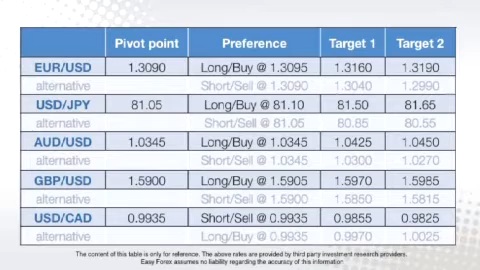 Pivot point Preference Target 1 Target 2
EUR/USD 1.3090 Long/Buy @ 1.3095 1.3160 1.3190
alternative Short/Sell @ 1.3090 1.3040 1.2990
USD/JPY 81.05 Long/Buy @ 81.10 81.50 81.65
alternative Short/Sell @ 81.05 80.85 80.55
AUD/USD 1.0345 Long/Buy @ 1.0345 1.0425 1.0450
alternative Short/Sell @ 1.0345 1.0300 1.0270
GBP/USD 1.5900 Long/Buy @ 1.5905 1.5970 1.5985
alternative Short/Sell @ 1.5900 1.5850 1.5815
USD/CAD 0.9935 Short/Sell @ 0.9935 0.9855 0.9825
alternative Long/Buy @ 0.9935 0.9970 1.0025
The content of this table is only for reference. The above rates are provided by third party investment research providers.
Easy Forex assumes no liability regarding the accuracy of this information